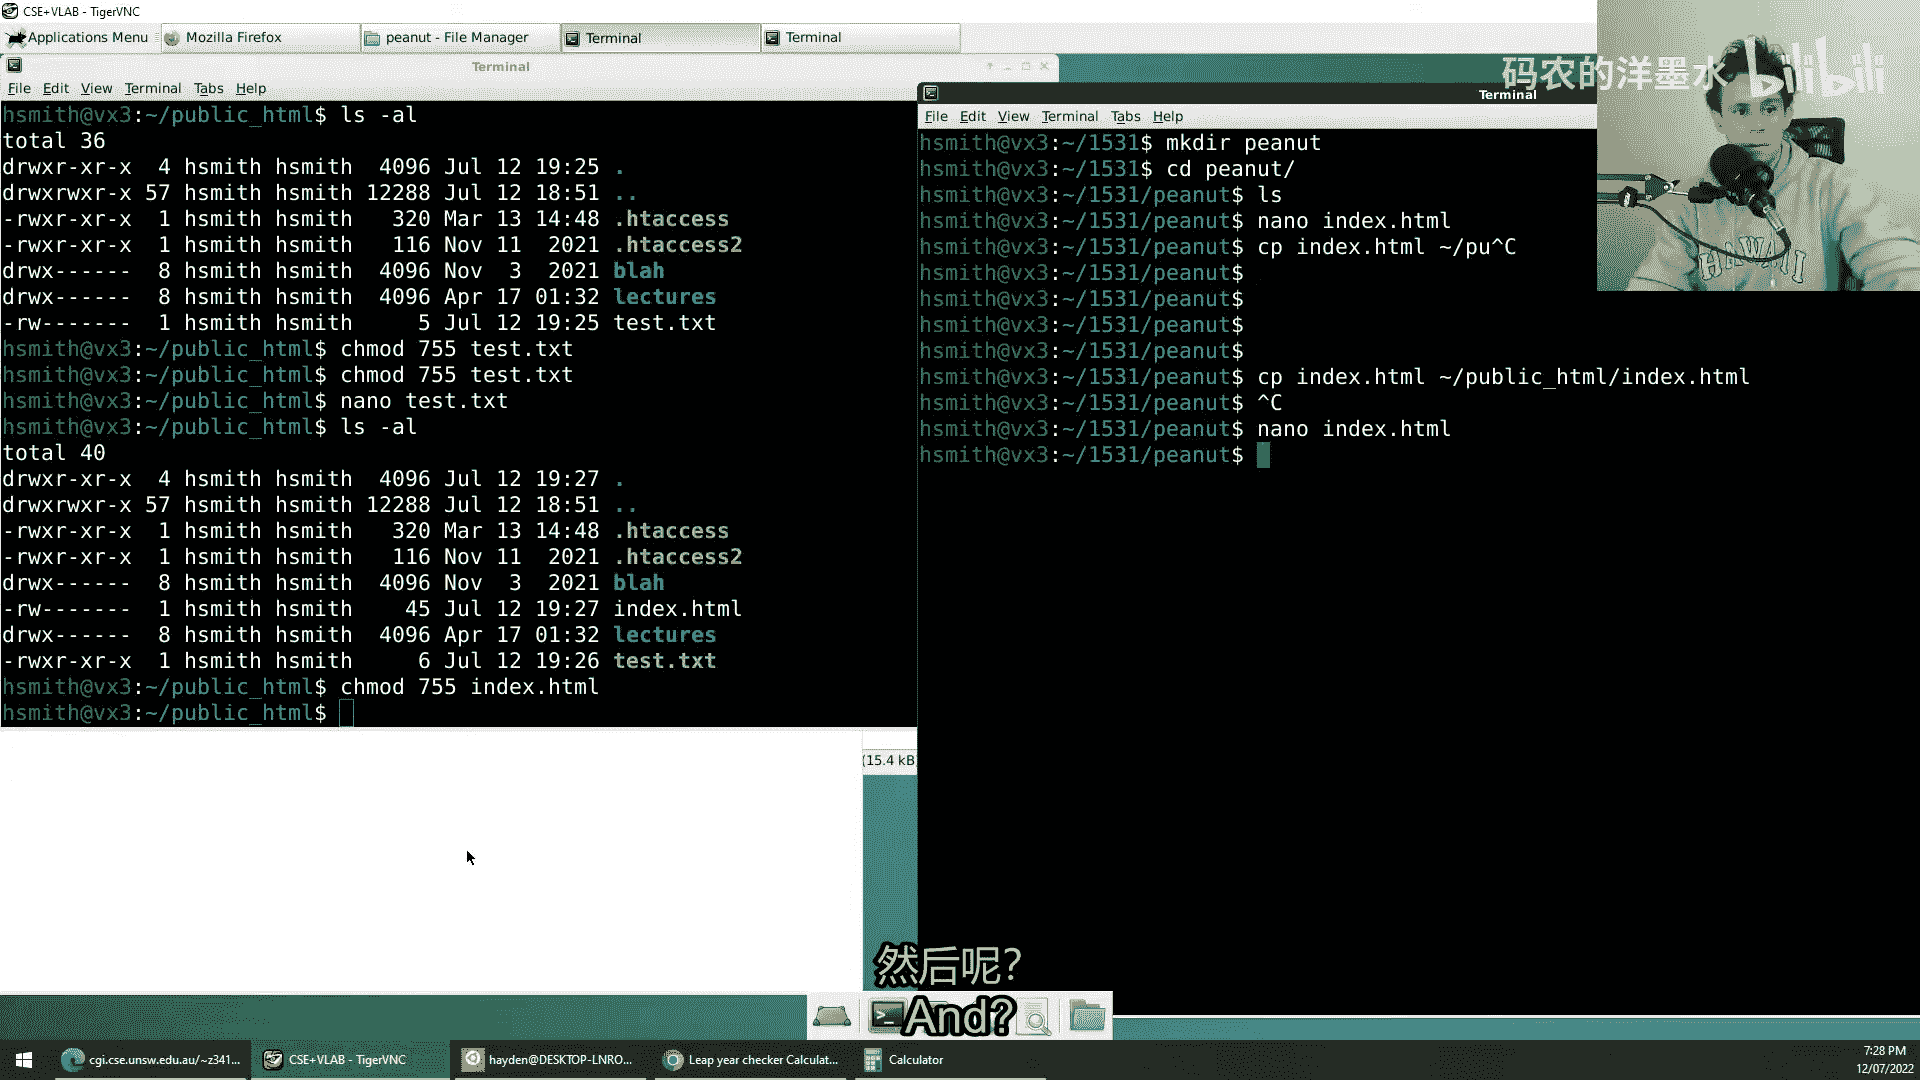 CSE+VLAB - TigerVNC
Applications Menu
Mozilla Firefox
peanut - File Manager
Terminal
Terminal
Terminal
File Edit View Terminal Tabs Help
hsmith@vx3:~/public_html$ ls -al
total 36
drwxr-xr-x 4 hsmith hsmith 4096 Jul 12 19:25 .
drwxrwxr-x 57 hsmith hsmith 12288 Jul 12 18:51 ..
-rwxr-xr-x 1 hsmith hsmith 320 Mar 13 14:48 .htaccess
-rwxr-xr-x 1 hsmith hsmith 116 Nov 11 2021 .htaccess2
drwx------ 8 hsmith hsmith 4096 Nov 3 2021 blah
drwx------ 8 hsmith hsmith 4096 Apr 17 01:32 lectures
-rw------- 1 hsmith hsmith 5 Jul 12 19:25 test.txt
hsmith@vx3:~/public_html$ chmod 755 test.txt
hsmith@vx3:~/public_html$ chmod 755 test.txt
hsmith@vx3:~/public_html$ nano test.txt
hsmith@vx3:~/public_html$ ls -al
total 40
drwxr-xr-x 4 hsmith hsmith 4096 Jul 12 19:27 .
drwxrwxr-x 57 hsmith hsmith 12288 Jul 12 18:51 ..
-rwxr-xr-x 1 hsmith hsmith 320 Mar 13 14:48 .htaccess
-rwxr-xr-x 1 hsmith hsmith 116 Nov 11 2021 .htaccess2
drwx------ 8 hsmith hsmith 4096 Nov 3 2021 blah
-rw------- 1 hsmith hsmith 45 Jul 12 19:27 index.html
drwx------ 8 hsmith hsmith 4096 Apr 17 01:32 lectures
-rwxr-xr-x 1 hsmith hsmith 6 Jul 12 19:26 test.txt
hsmith@vx3:~/public_html$ chmod 755 index.html
hsmith@vx3:~/public_html$
(15.4 kB
Terminal
File Edit View Terminal Tabs Help
hsmith@vx3:~/1531$ mkdir peanut
hsmith@vx3:~/1531$ cd peanut/
hsmith@vx3:~/1531/peanut$ ls
hsmith@vx3:~/1531/peanut$ nano index.html
hsmith@vx3:~/1531/peanut$ cp index.html ~/pu^C
hsmith@vx3:~/1531/peanut$
hsmith@vx3:~/1531/peanut$
hsmith@vx3:~/1531/peanut$
hsmith@vx3:~/1531/peanut$
hsmith@vx3:~/1531/peanut$ cp index.html ~/public_html/index.html
hsmith@vx3:~/1531/peanut$ ^C
hsmith@vx3:~/1531/peanut$ nano index.html
hsmith@vx3:~/1531/peanut$
码农的洋墨水 bilibili
HAWAII
然后呢?
And?
cgi.cse.unsw.edu.au/~z341...
CSE+VLAB - TigerVNC
hayden@DESKTOP-LNRO...
Leap year checker Calculat...
Calculator
7:28 PM
12/07/2022